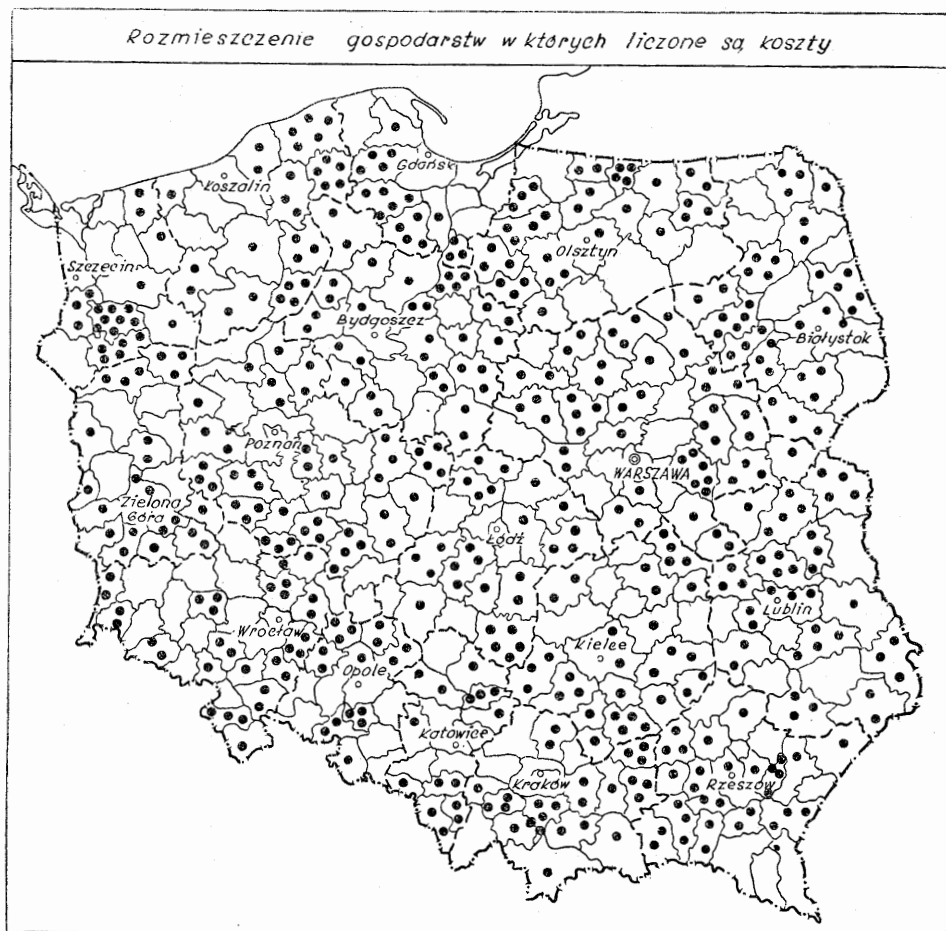 Rozmieszczenie gospodarstw w których liczone są koszty
Gdańsk
Koszalin
Olsztyn
Szczecin
Bydgoszcz
Białystok
Poznań
WARSZAWA
Zielona
Góra
Łódź
Lublin
Wrocław
Kielce
Opole
Katowice
Kraków
Rzeszów